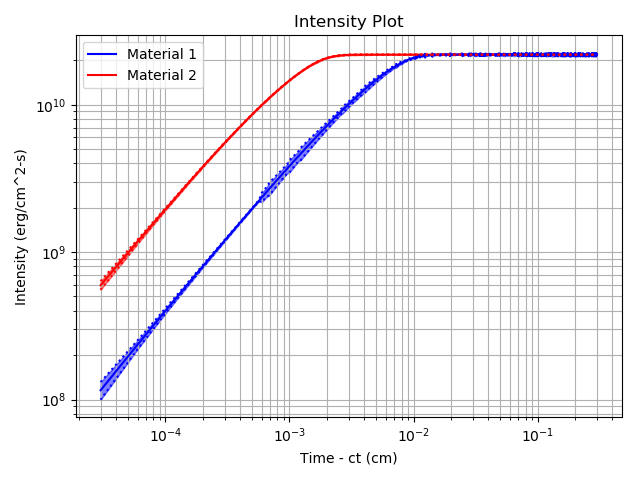 Intensity Plot
Material 1
Material 2
Intensity (erg/cm^2-s)
10^10
10^9
10^8
10^-4
10^-3
10^-2
10^-1
Time - ct (cm)